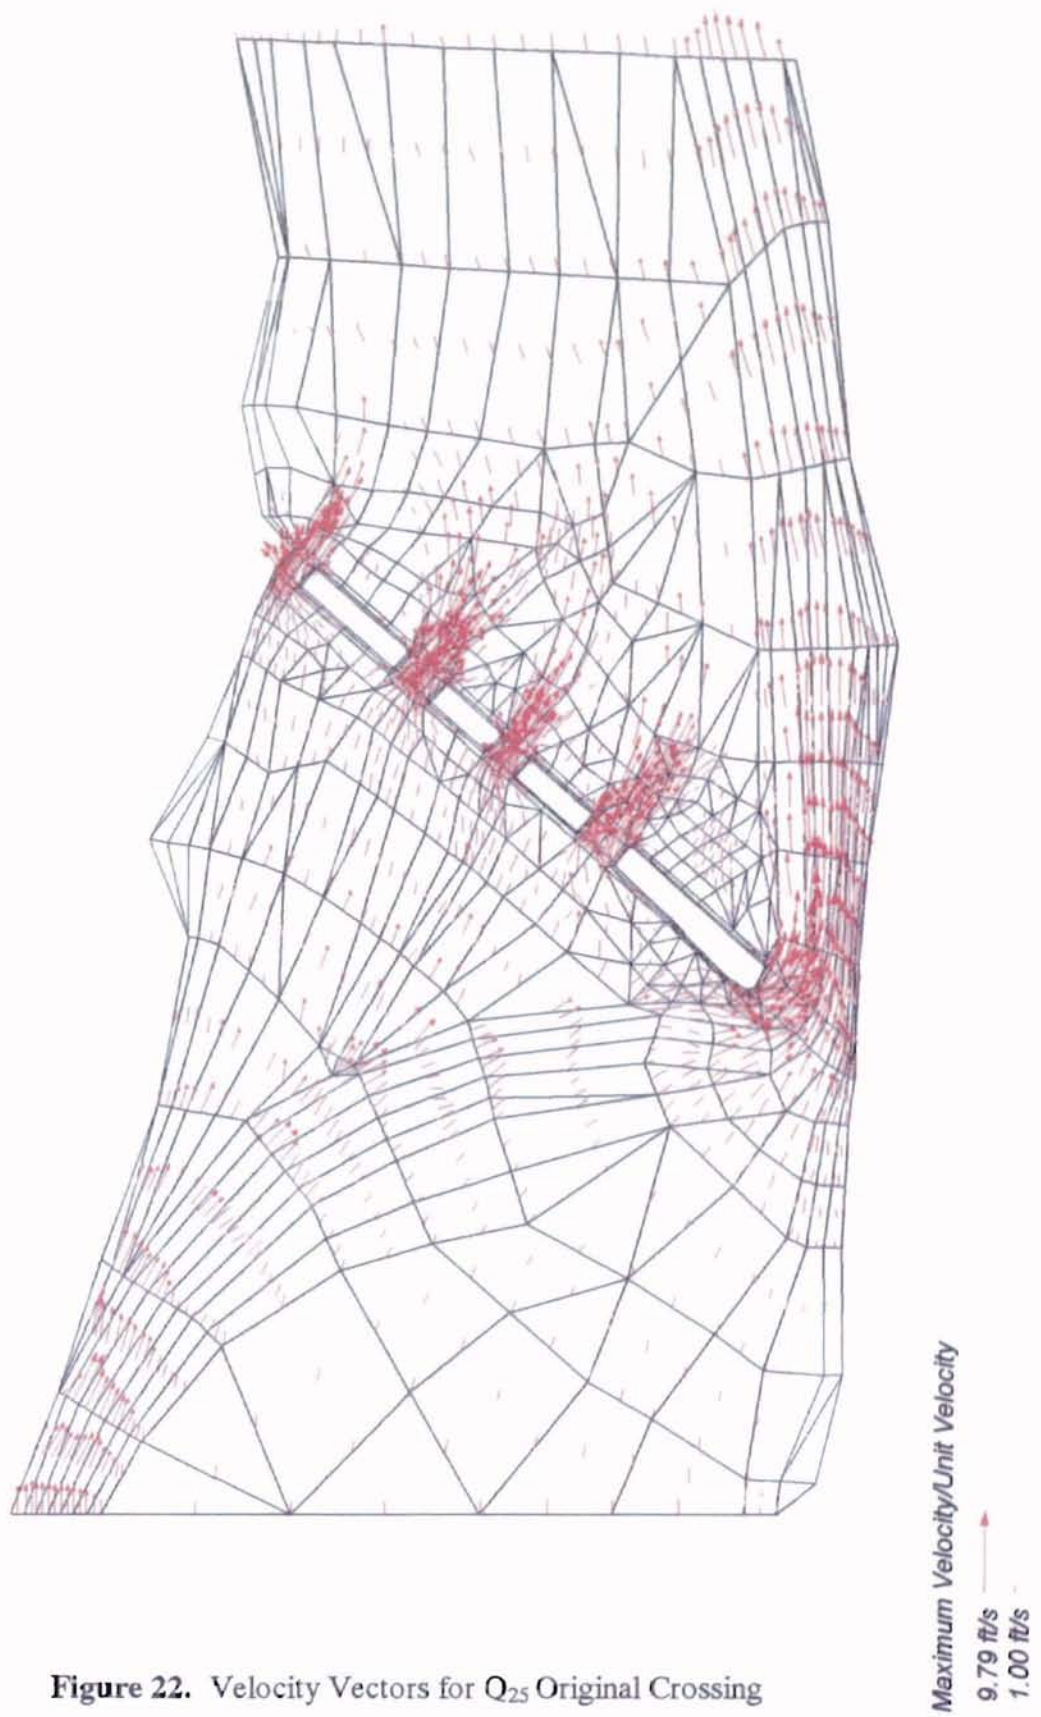 Maximum Velocity/Unit Velocity
9.79 ft/s
1.00 ft/s
Figure 22. Velocity Vectors for Q25 Original Crossing